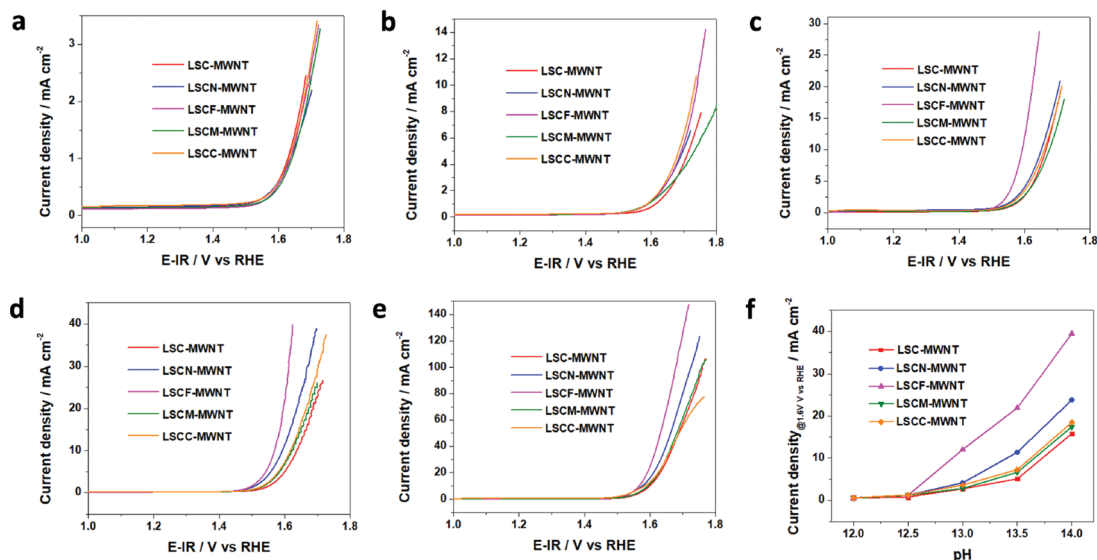 a
Current density / mA cm⁻²
3
2
1
0
LSC-MWNT
LSCN-MWNT
LSCF-MWNT
LSCM-MWNT
LSCC-MWNT
1.0 1.2 1.4 1.6 1.8
E-IR / V vs RHE
b
Current density / mA cm⁻²
14
12
10
8
6
4
2
0
LSC-MWNT
LSCN-MWNT
LSCF-MWNT
LSCM-MWNT
LSCC-MWNT
1.0 1.2 1.4 1.6 1.8
E-IR / V vs RHE
c
Current density / mA cm⁻²
30
25
20
15
10
5
0
LSC-MWNT
LSCN-MWNT
LSCF-MWNT
LSCM-MWNT
LSCC-MWNT
1.0 1.2 1.4 1.6 1.8
E-IR / V vs RHE
d
Current density / mA cm⁻²
40
30
20
10
0
LSC-MWNT
LSCN-MWNT
LSCF-MWNT
LSCM-MWNT
LSCC-MWNT
1.0 1.2 1.4 1.6 1.8
E-IR / V vs RHE
e
Current density / mA cm⁻²
140
120
100
80
60
40
20
0
LSC-MWNT
LSCN-MWNT
LSCF-MWNT
LSCM-MWNT
LSCC-MWNT
1.0 1.2 1.4 1.6 1.8
E-IR / V vs RHE
f
Current density@1.6V V vs RHE / mA cm⁻²
40
30
20
10
0
LSC-MWNT
LSCN-MWNT
LSCF-MWNT
LSCM-MWNT
LSCC-MWNT
12.0 12.5 13.0 13.5 14.0
pH